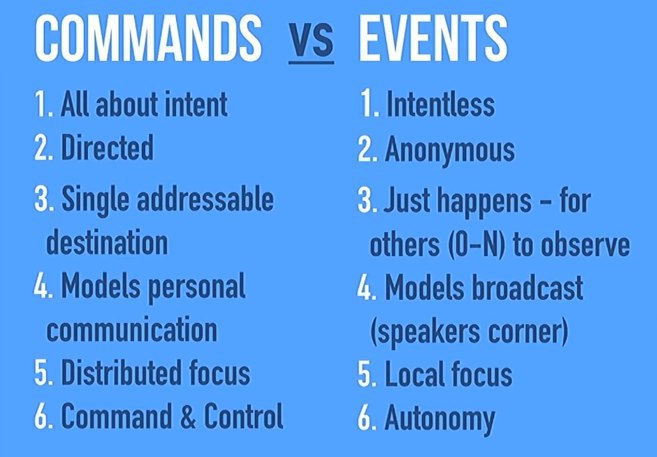 COMMANDS VS EVENTS
1. All about intent
2. Directed
3. Single addressable
destination
4. Models personal
communication
5. Distributed focus
6. Command & Control
1. Intentless
2. Anonymous
3. Just happens - for
others (0-N) to observe
4. Models broadcast
(speakers corner)
5. Local focus
6. Autonomy